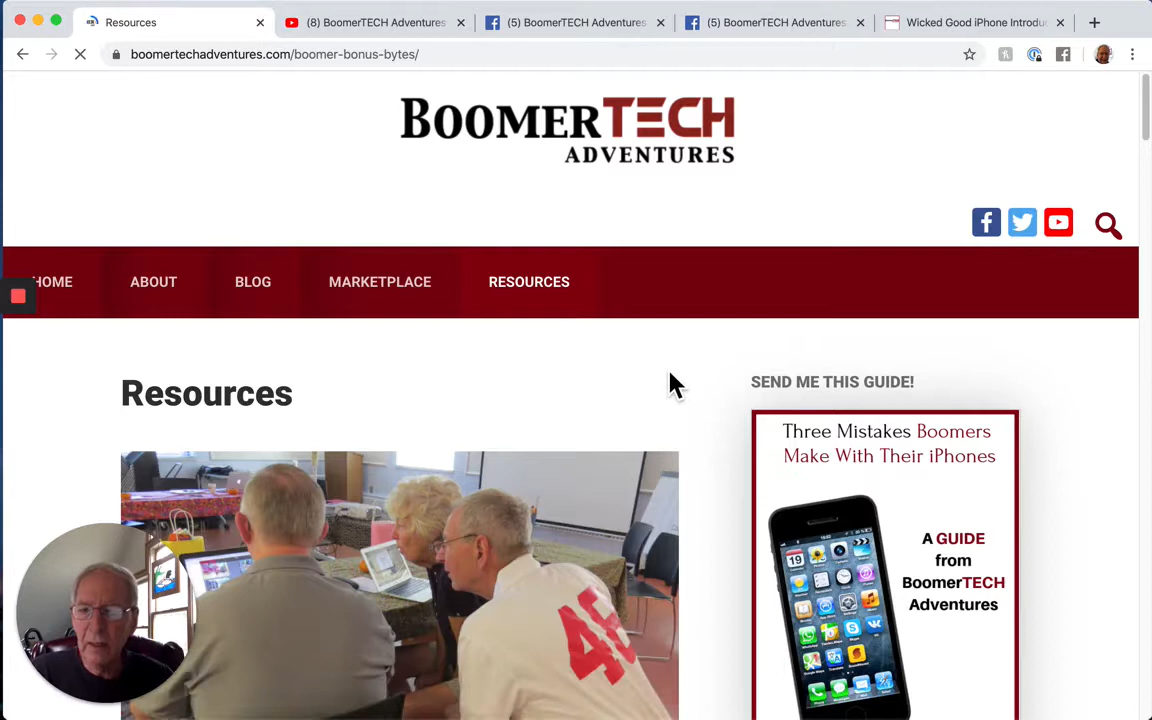 Resources
(8) BoomerTECH Adventures
(5) BoomerTECH Adventures
(5) BoomerTECH Adventures
Wicked Good iPhone Introdu
boomertechadventures.com/boomer-bonus-bytes/
BOOMERTECH
ADVENTURES
HOME
ABOUT
BLOG
MARKETPLACE
RESOURCES
Resources
SEND ME THIS GUIDE!
Three Mistakes Boomers
Make With Their iPhones
A GUIDE
from
BoomerTECH
Adventures
46